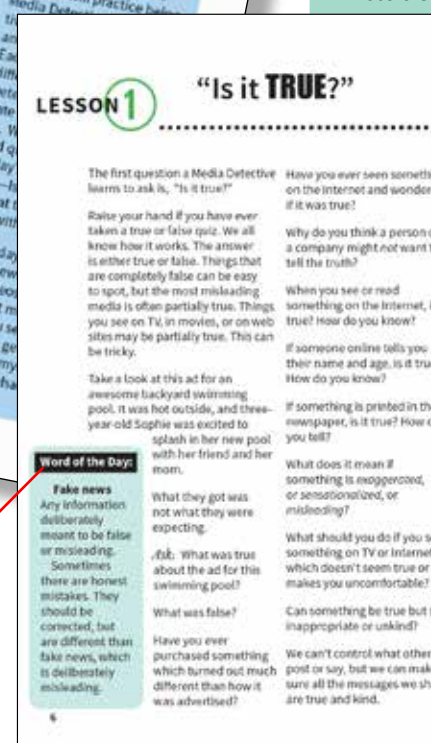 practice
Media
LESSON 1
"Is it TRUE?"
The first question a Media Detective
learns to ask is, "Is it true?"
Raise your hand if you have ever
taken a true or false quiz. We all
know how it works. The answer
is either true or false. Things that
are completely false can be easy
to spot, but the most misleading
media is often partially true. Things
you see on TV, in movies, or on web
sites may be partially true. This can
be tricky.
Take a look at this ad for an
awesome backyard swimming
pool. It was hot outside, and three-
year-old Sophie was excited to
splash in her new pool
with her friend and her
mom.
What they got was
not what they were
expecting.
Ask: What was true
about the ad for this
swimming pool?
What was false?
Have you ever
purchased something
which turned out much
different than how it
was advertised?
Word of the Day:
Fake news
Any information
deliberately
meant to be false
or misleading.
Sometimes
there are honest
mistakes. They
should be
corrected, but
are different than
fake news, which
is deliberately
misleading.
Have you ever seen
on the Internet and
if it was true?
Why do you think a person
a company might not want
tell the truth?
When you see or read
something on the Internet,
true? How do you know?
If someone online tells you
their name and age, is it
How do you know?
If something is printed in
newspaper, is it true? How
you tell?
What does it mean if
something is exaggerated,
or sensationalized, or
misleading?
What should you do if you
something on TV or Internet
which doesn't seem true or
makes you uncomfortable?
Can something be true but
inappropriate or unkind?
We can't control what
post or say, but we can
sure all the messages we
are true and kind.
6